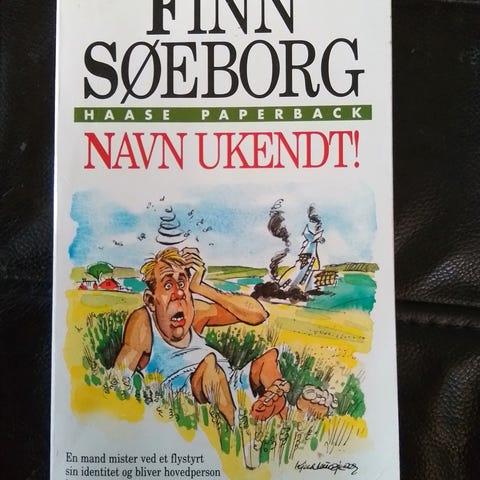 FINN
SØEBORG
HAASE PAPERBACK
NAVN UKENDT!
En mand mister ved et flystyrt
sin identitet og bliver hovedperson